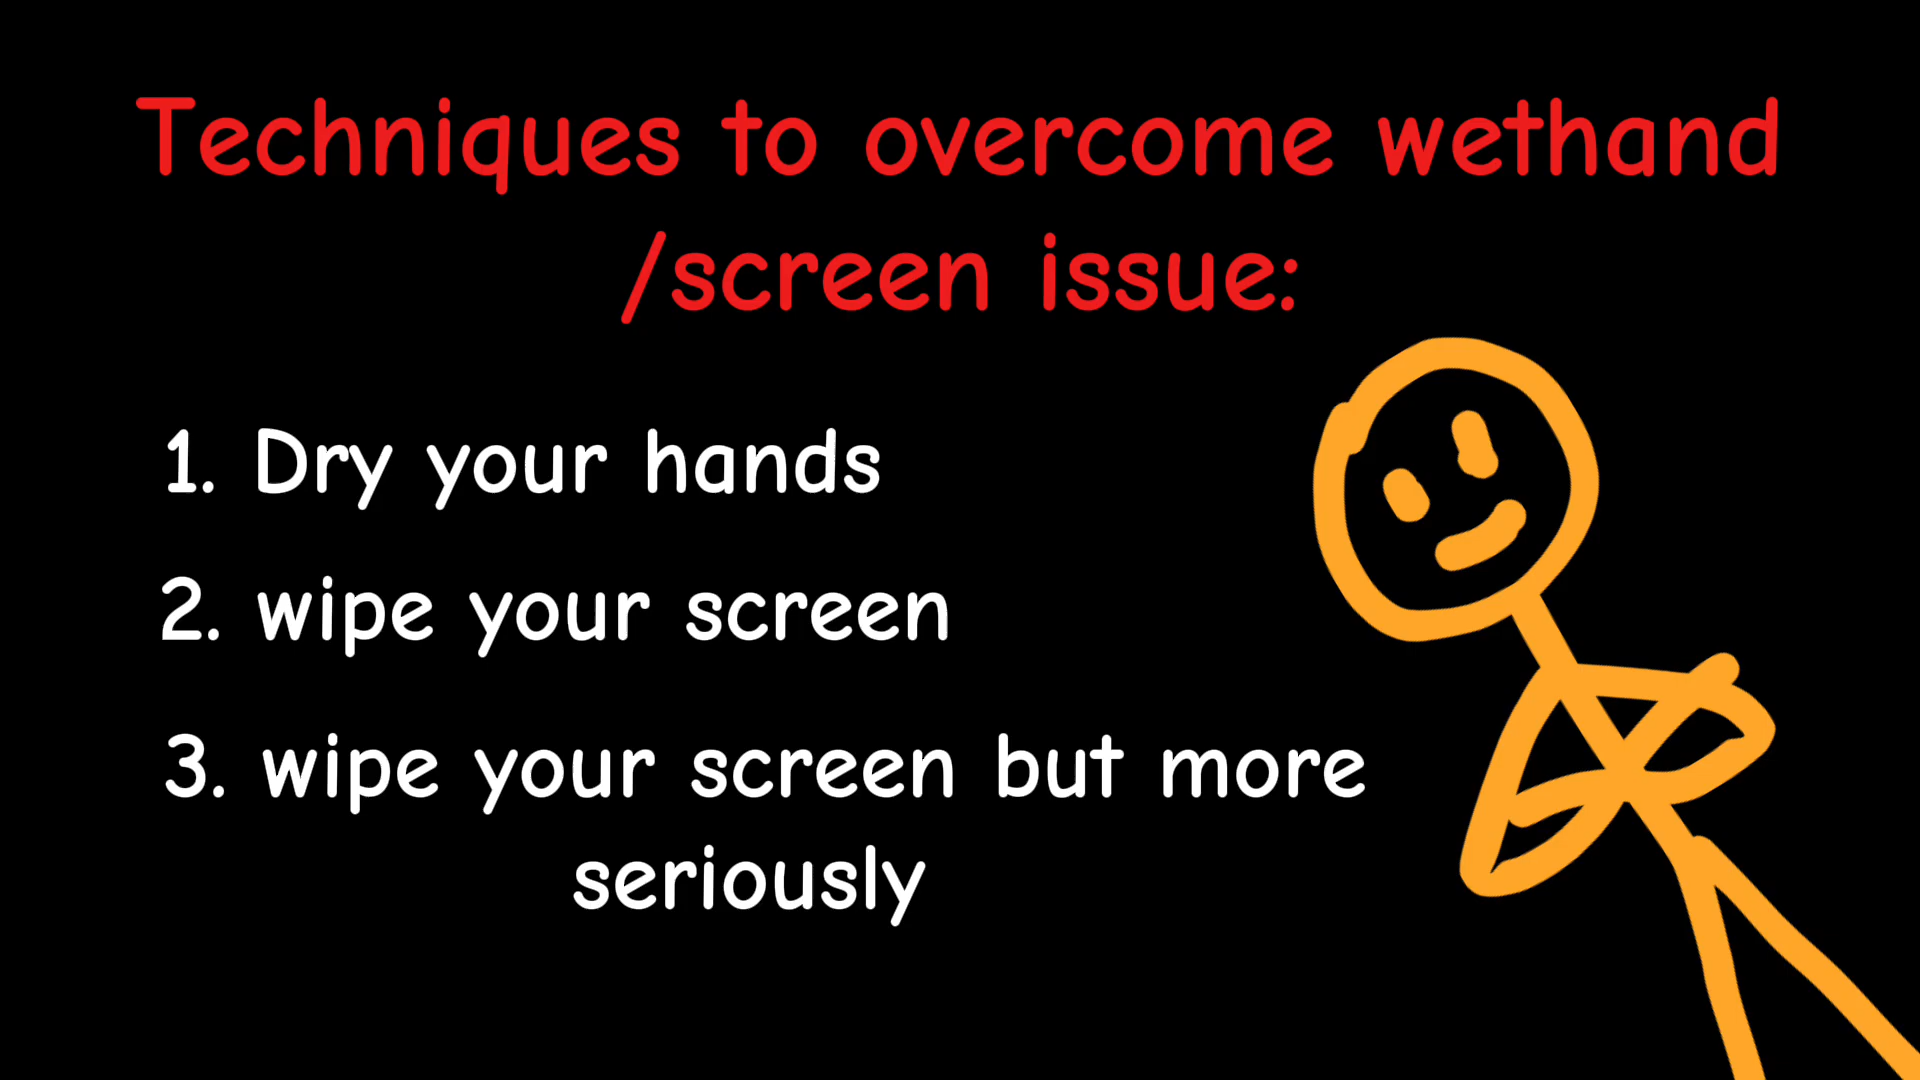 Techniques to overcome wethand
/screen issue:
1. Dry your hands
2. wipe your screen
3. wipe your screen but more
seriously